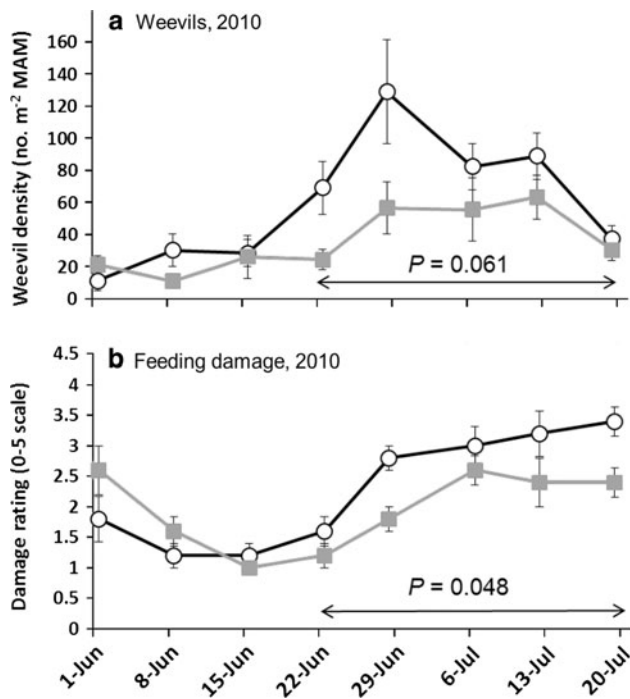 a Weevils, 2010
Weevil density (no. m⁻² MAM)
160
140
120
100
80
60
40
20
0
P = 0.061
b Feeding damage, 2010
Damage rating (0-5 scale)
4.5
4
3.5
3
2.5
2
1.5
1
0.5
0
P = 0.048
1-Jun
8-Jun
15-Jun
22-Jun
29-Jun
6-Jul
13-Jul
20-Jul